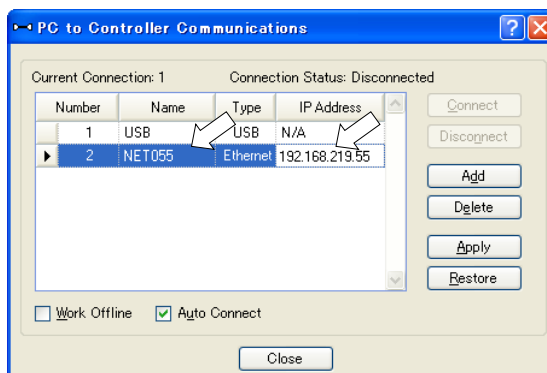 PC to Controller Communications
Current Connection: 1 Connection Status: Disconnected
Number Name Type IP Address
1 USB USB N/A
2 NET055 Ethernet 192.168.219.55
Connect
Disconnect
Add
Delete
Apply
Restore
Work Offline Auto Connect
Close